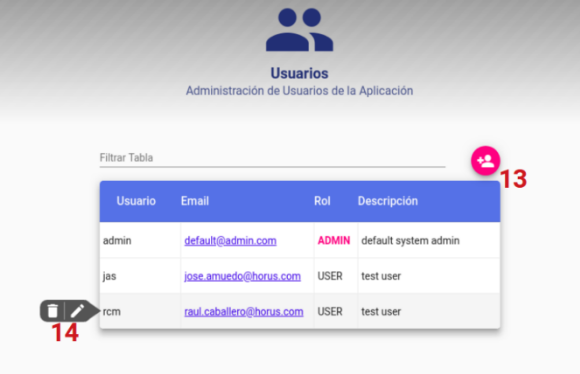 Usuarios
Administración de Usuarios de la Aplicación
Filtrar Tabla
13
Usuario Email Rol Descripción
admin default@admin.com ADMIN default system admin
jas jose.amuedo@horus.com USER test user
rcm raul.caballero@horus.com USER test user
14